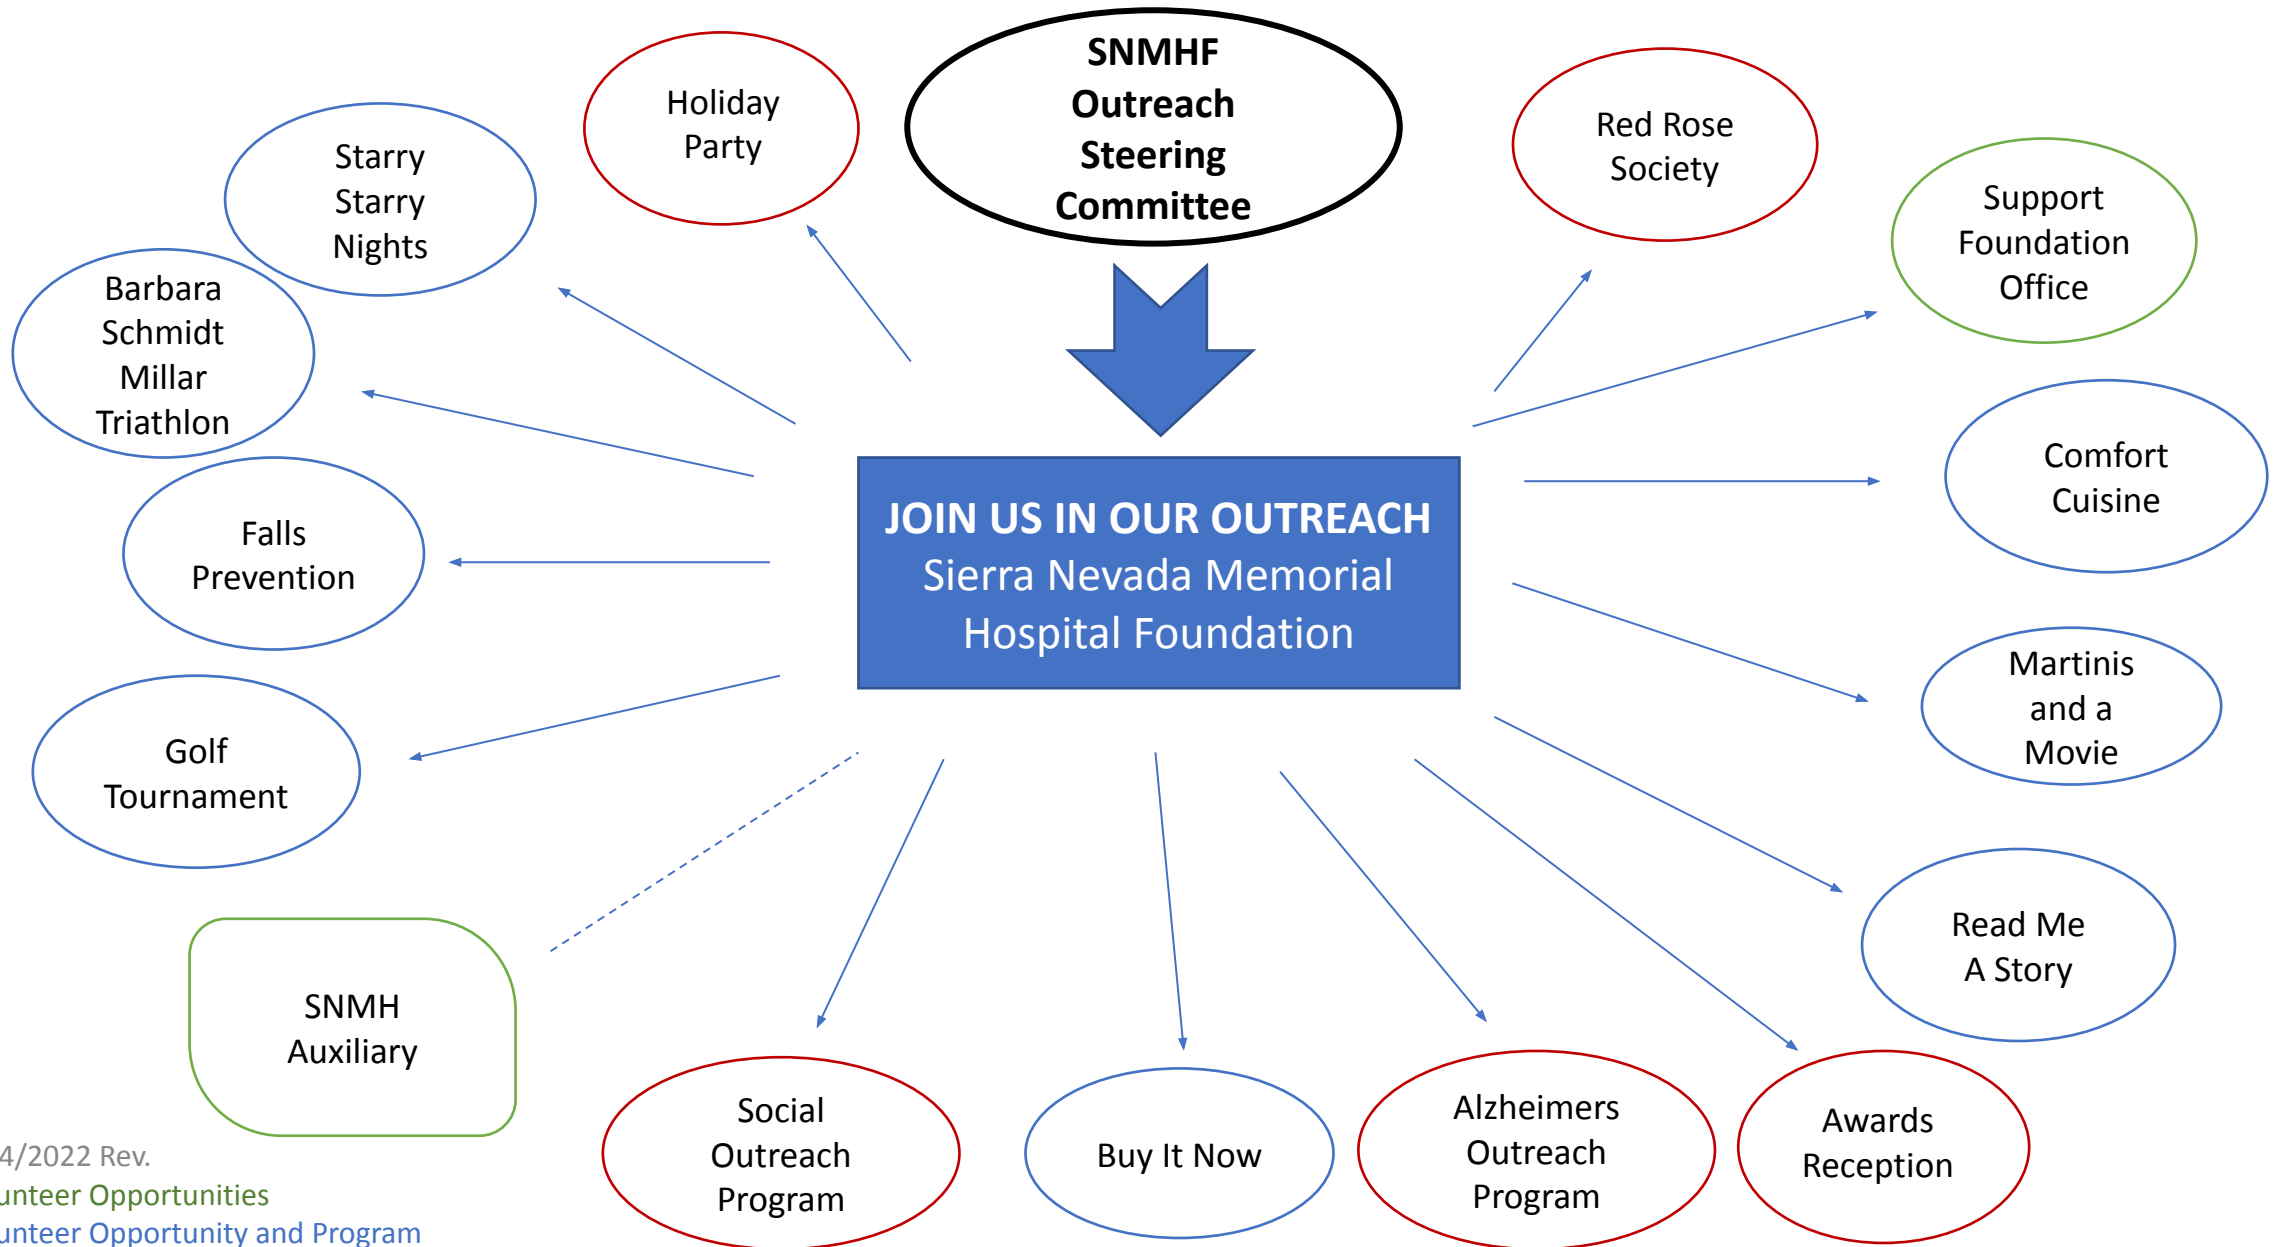 SNMHF
Outreach
Steering
Committee
Holiday
Party
Red Rose
Society
Starry
Starry
Nights
Support
Foundation
Office
Barbara
Schmidt
Millar
Triathlon
Comfort
Cuisine
JOIN US IN OUR OUTREACH
Sierra Nevada Memorial
Hospital Foundation
Falls
Prevention
Martinis
and a
Movie
Golf
Tournament
Read Me
A Story
SNMH
Auxiliary
Social
Outreach
Program
Buy It Now
Alzheimers
Outreach
Program
Awards
Reception
4/2022 Rev.
unteer Opportunities
unteer Opportunity and Program